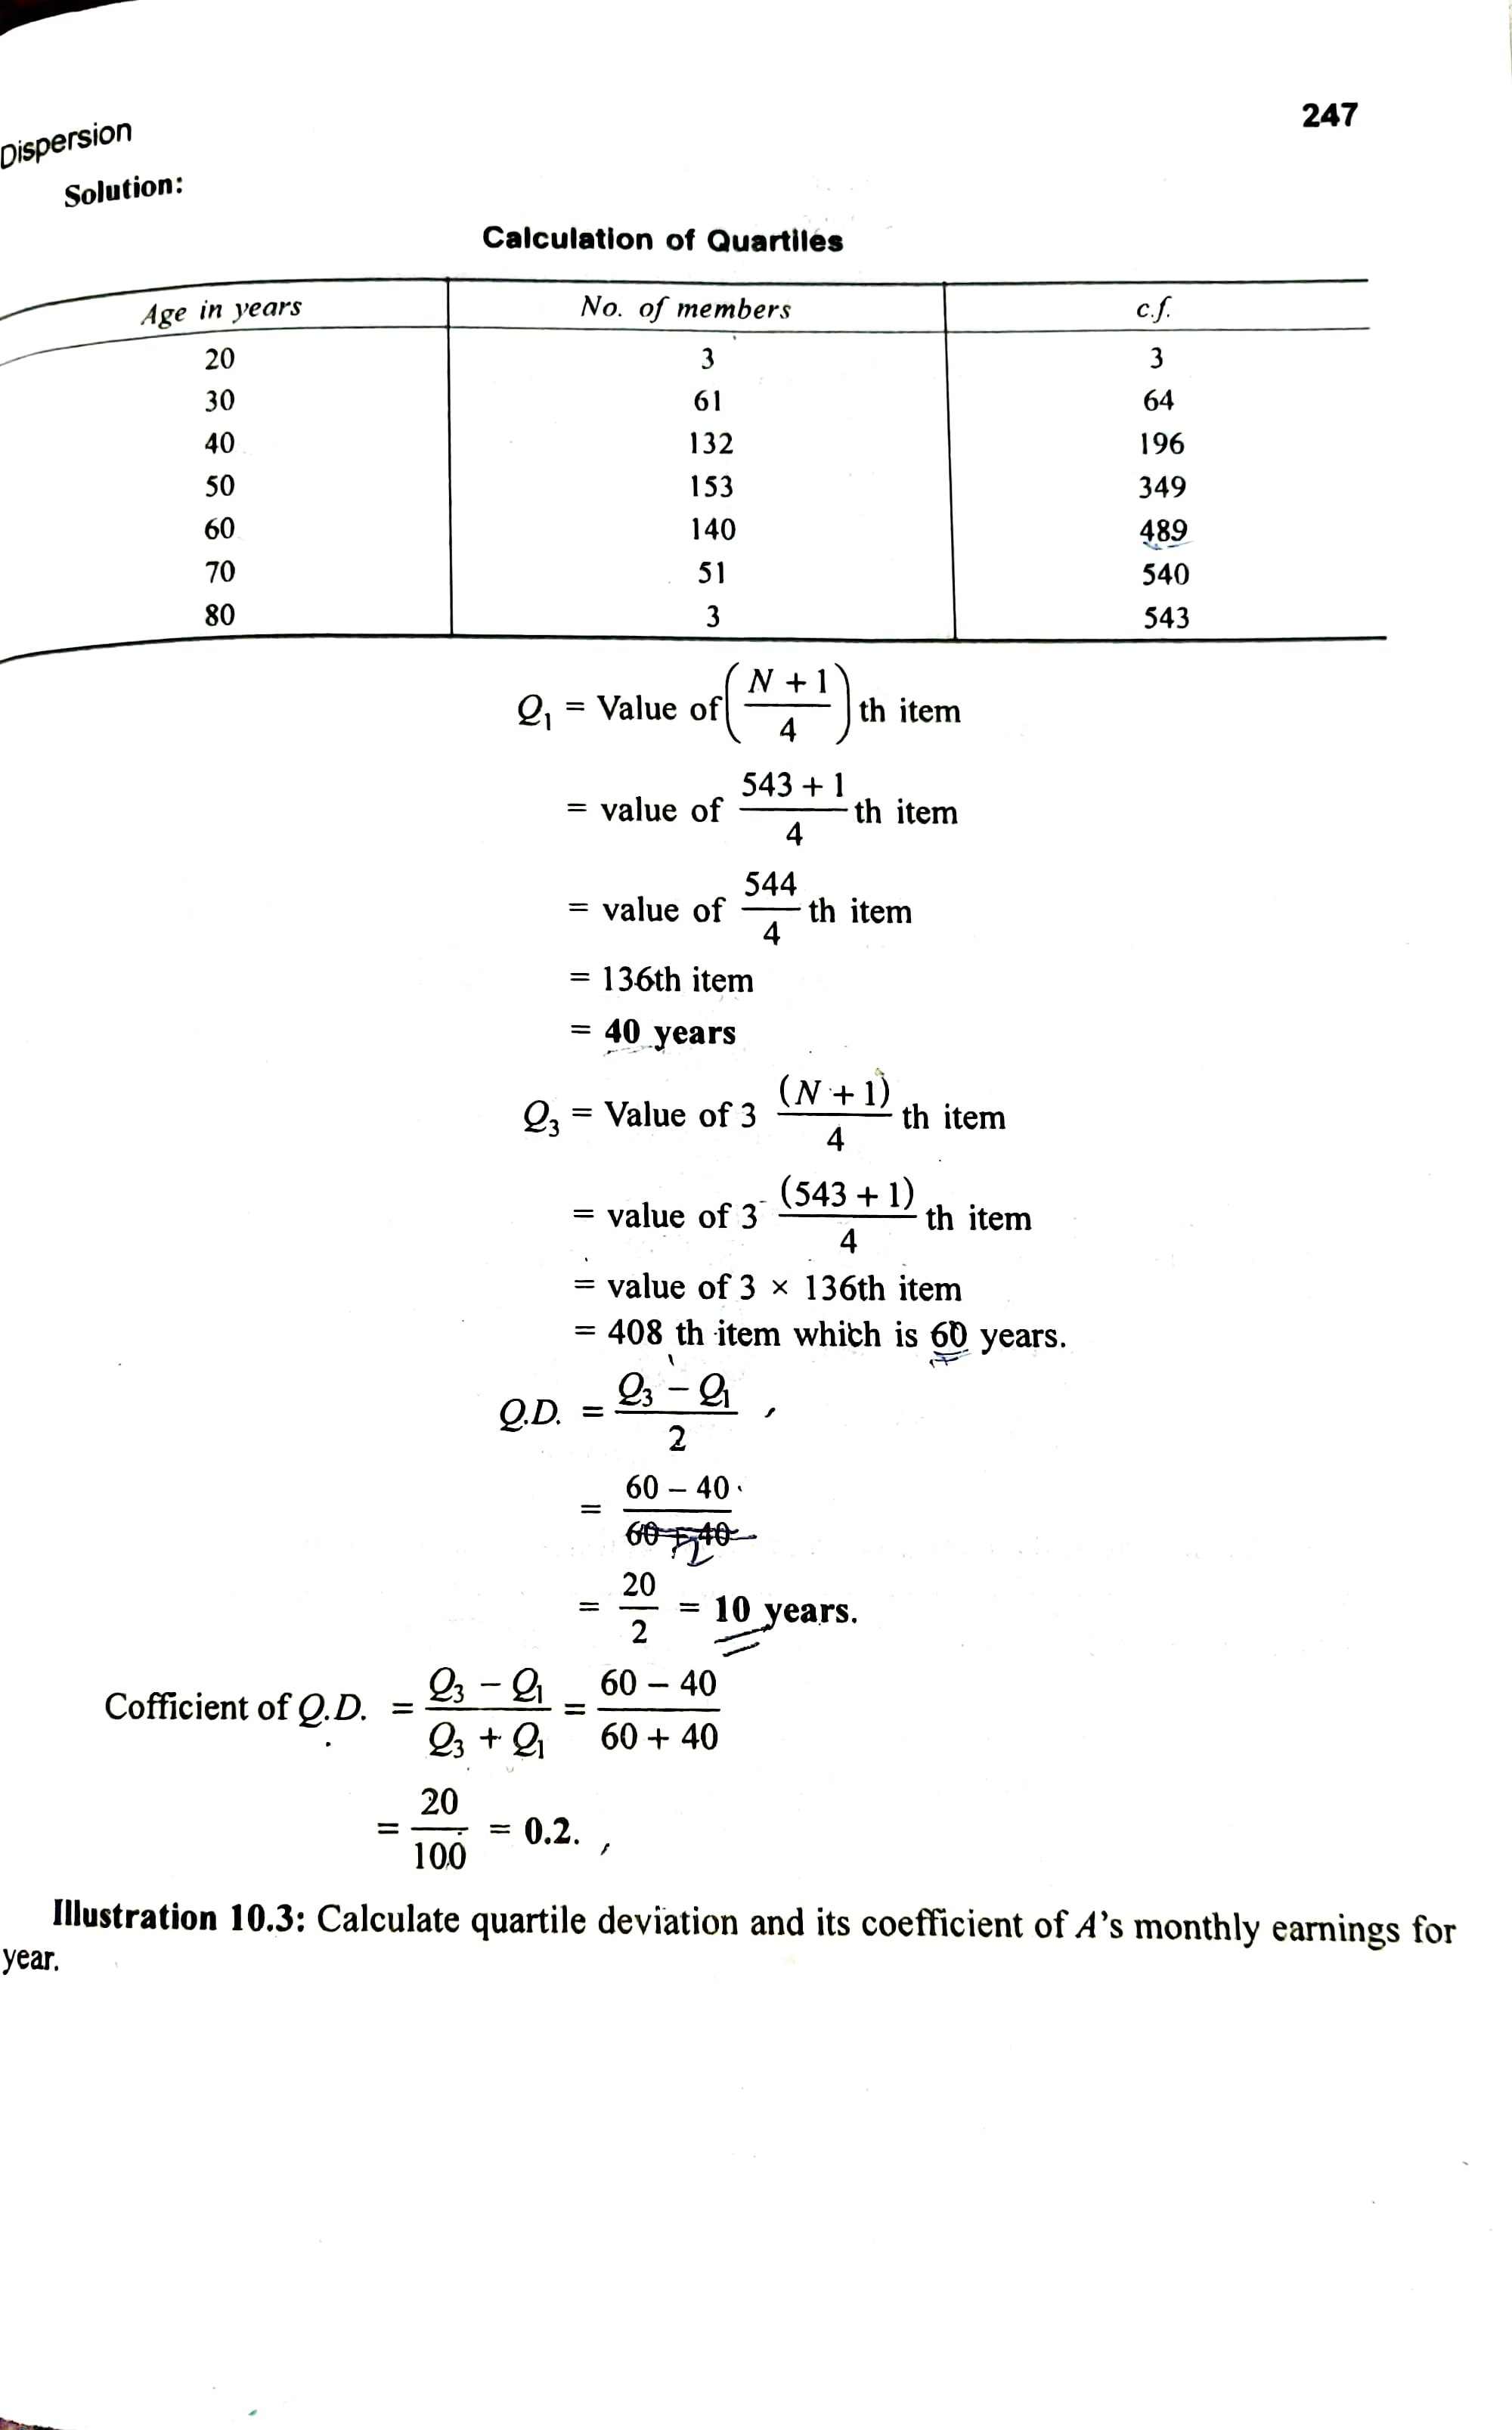 247
Dispersion
Solution:
Calculation of Quartiles
Age in years No. of members c.f.
20 3 3
30 61 64
40 132 196
50 153 349
60 140 489
70 51 540
80 3 543
Q₁ = Value of ((N + 1)/4) th item
= value of (543 + 1)/4 th item
= value of 544/4 th item
= 136th item
= 40 years
Q₃ = Value of 3 (N + 1)/4 th item
= value of 3 (543 + 1)/4 th item
= value of 3 × 136th item
= 408 th item which is 60 years.
Q.D. = (Q₃ − Q₁)/2
= (60 − 40)/(60 + 40) 2
= 20/2 = 10 years.
Cofficient of Q.D. = (Q₃ − Q₁)/(Q₃ + Q₁) = (60 − 40)/(60 + 40)
= 20/100 = 0.2.
Illustration 10.3: Calculate quartile deviation and its coefficient of A's monthly earnings for
year.